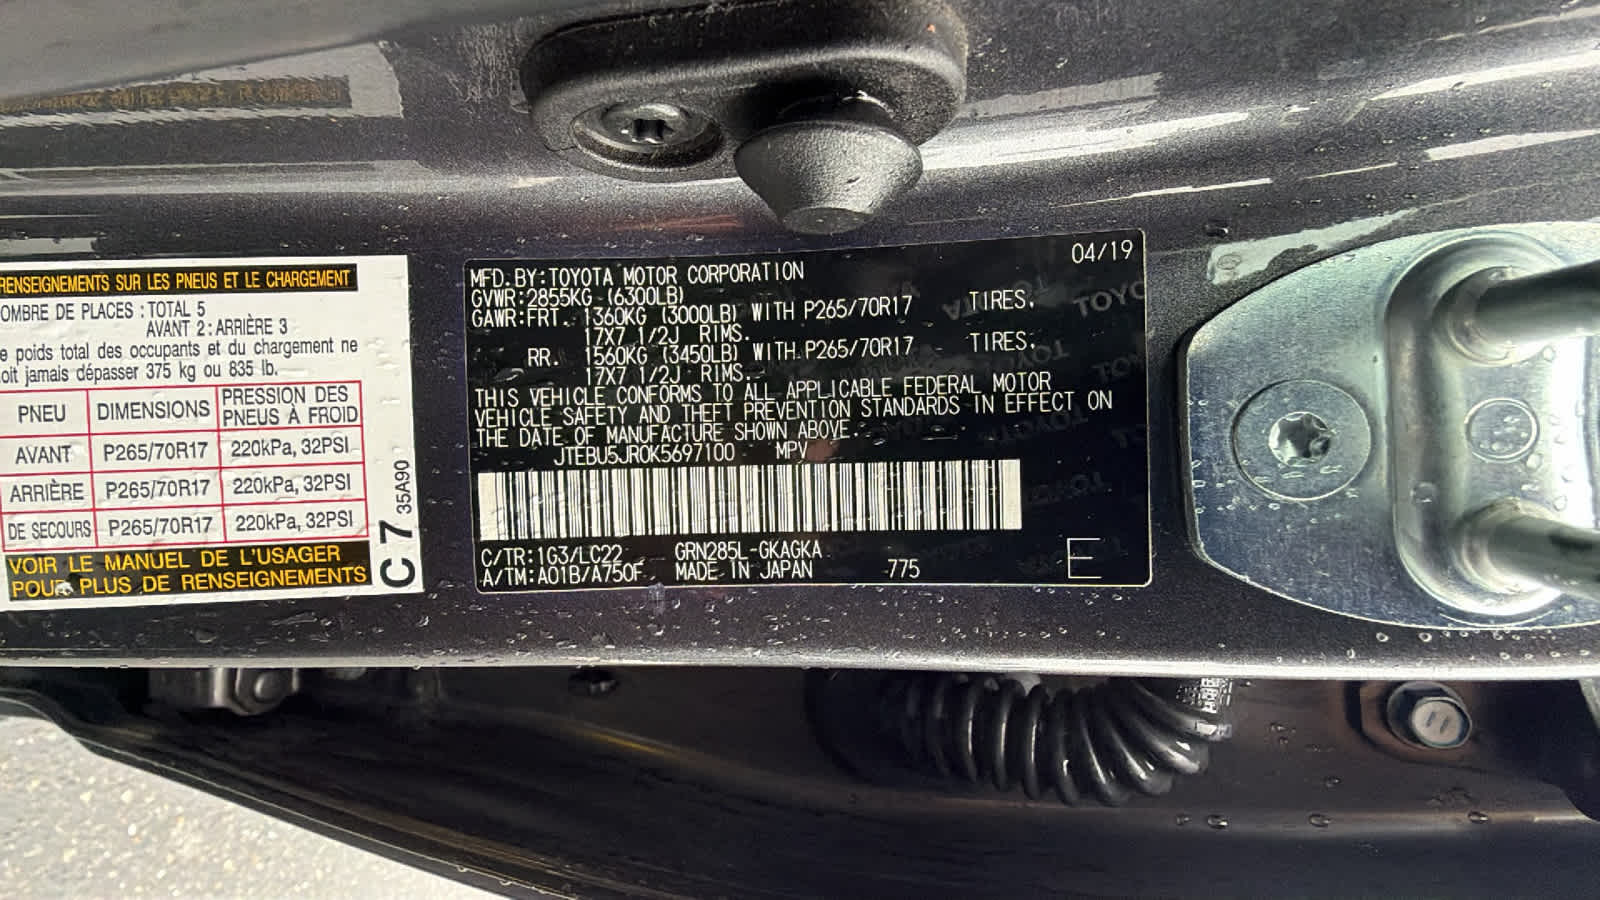 RENSEIGNEMENTS SUR LES PNEUS ET LE CHARGEMENT
OMBRE DE PLACES : TOTAL 5
AVANT 2 : ARRIÈRE 3
e poids total des occupants et du chargement ne
oit jamais dépasser 375 kg ou 835 lb.
PNEU DIMENSIONS PRESSION DES PNEUS À FROID
AVANT P265/70R17 220kPa, 32PSI
ARRIÈRE P265/70R17 220kPa, 32PSI
DE SECOURS P265/70R17 220kPa, 32PSI
VOIR LE MANUEL DE L'USAGER
POUR PLUS DE RENSEIGNEMENTS
C7
35A90
04/19
MFD. BY: TOYOTA MOTOR CORPORATION
GVWR: 2855KG (6300LB)
GAWR: FRT. 1360KG (3000LB) WITH P265/70R17 TIRES.
17X7 1/2J RIMS.
RR. 1560KG (3450LB) WITH P265/70R17 TIRES.
17X7 1/2J RIMS.
THIS VEHICLE CONFORMS TO ALL APPLICABLE FEDERAL MOTOR
VEHICLE SAFETY AND THEFT PREVENTION STANDARDS IN EFFECT ON
THE DATE OF MANUFACTURE SHOWN ABOVE.
JTEBU5JR0K5697100 MPV
C/TR: 1G3/LC22 GRN285L-GKAGKA
A/TM: A01B/A750F MADE IN JAPAN 775
E